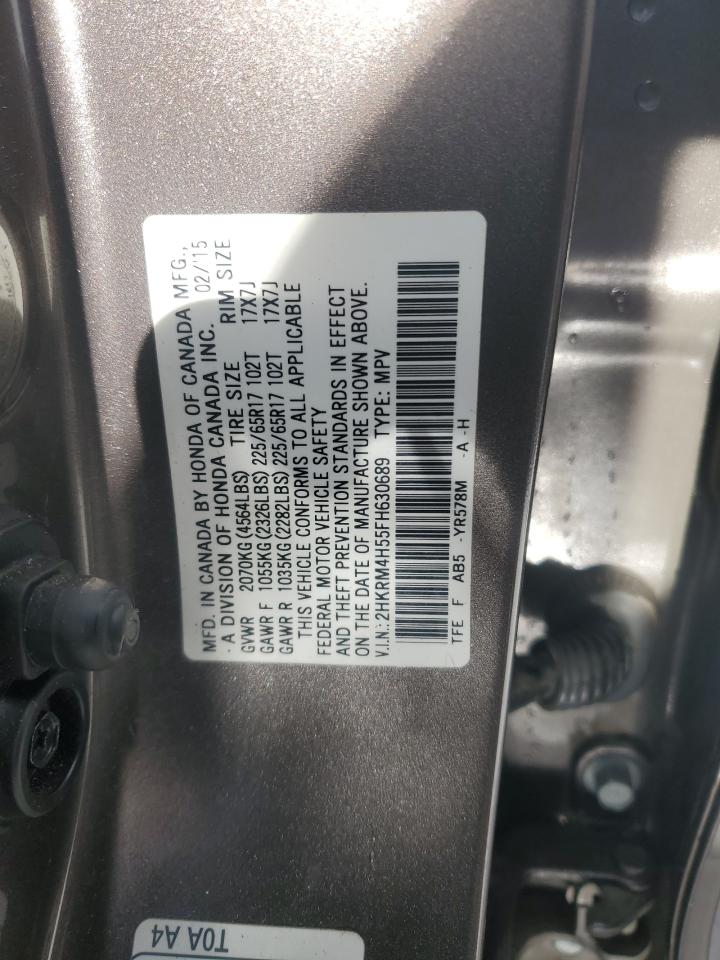 MFD. IN CANADA BY HONDA OF CANADA MFG.,
A DIVISION OF HONDA CANADA INC. 02/'15
GVWR 2070KG(4564LBS) TIRE SIZE RIM SIZE
GAWR F 1055KG(2326LBS) 225/65R17 102T 17X7J
GAWR R 1035KG(2282LBS) 225/65R17 102T 17X7J
THIS VEHICLE CONFORMS TO ALL APPLICABLE
FEDERAL MOTOR VEHICLE SAFETY
AND THEFT PREVENTION STANDARDS IN EFFECT
ON THE DATE OF MANUFACTURE SHOWN ABOVE.
V.I.N.: 2HKRM4H55FH630689 TYPE: MPV
TFE F AB5 -YR578M -A -H
T0A A4